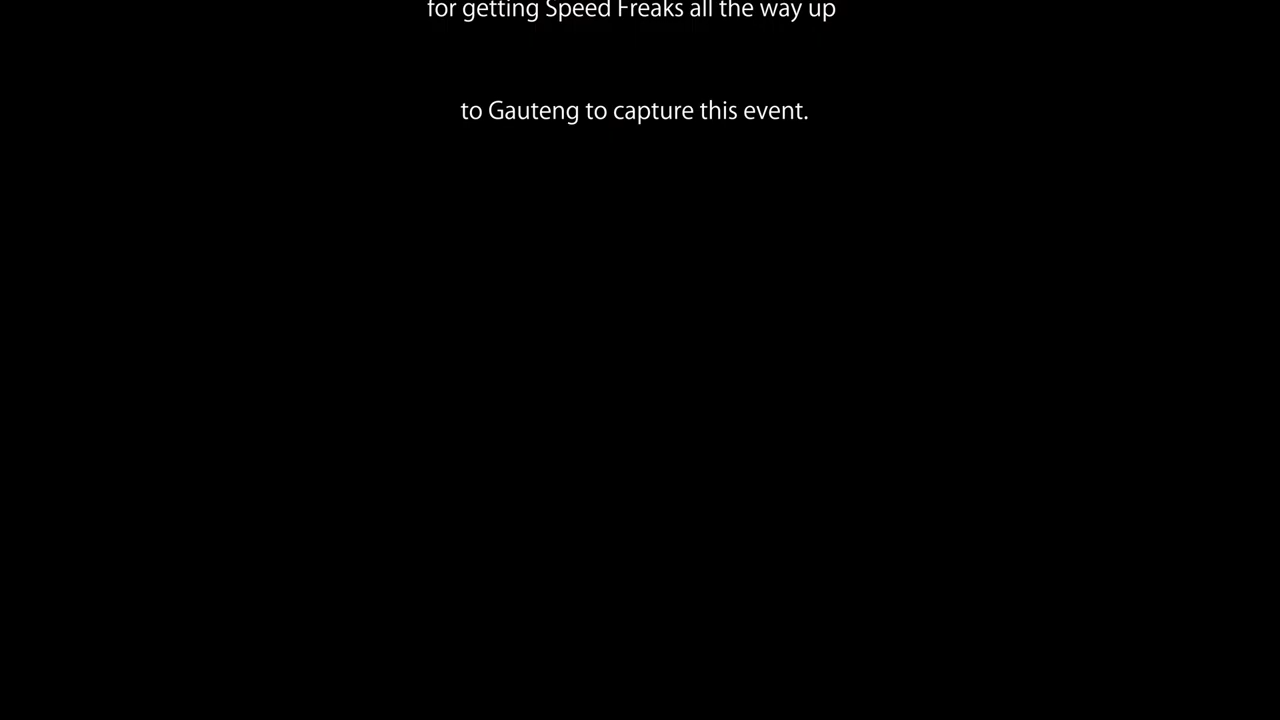 for getting Speed Freaks all the way up
to Gauteng to capture this event.